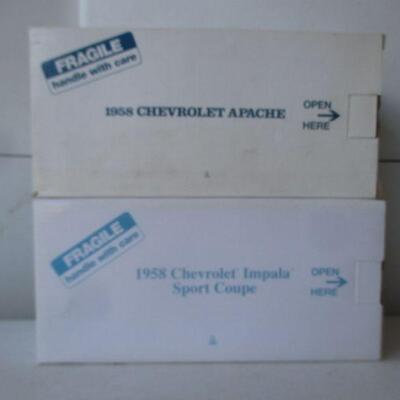 FRAGILE
handle with care
1958 CHEVROLET APACHE
OPEN
HERE
FRAGILE
handle with care
1958 Chevrolet Impala
Sport Coupe
OPEN
HERE